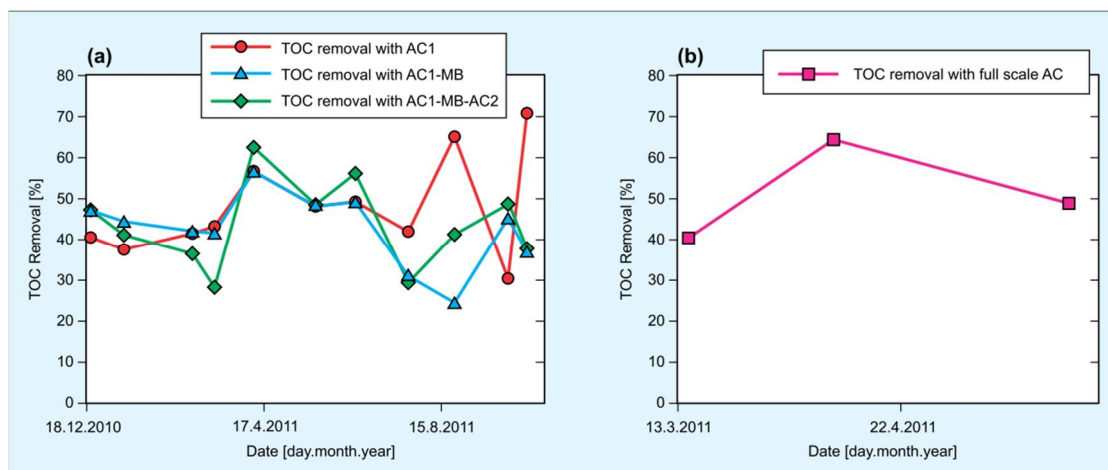 (a)
TOC removal with AC1
TOC removal with AC1-MB
TOC removal with AC1-MB-AC2
TOC Removal [%]
80
70
60
50
40
30
20
10
0
18.12.2010
17.4.2011
15.8.2011
Date [day.month.year]
(b)
TOC removal with full scale AC
TOC Removal [%]
80
70
60
50
40
30
20
10
0
13.3.2011
22.4.2011
Date [day.month.year]